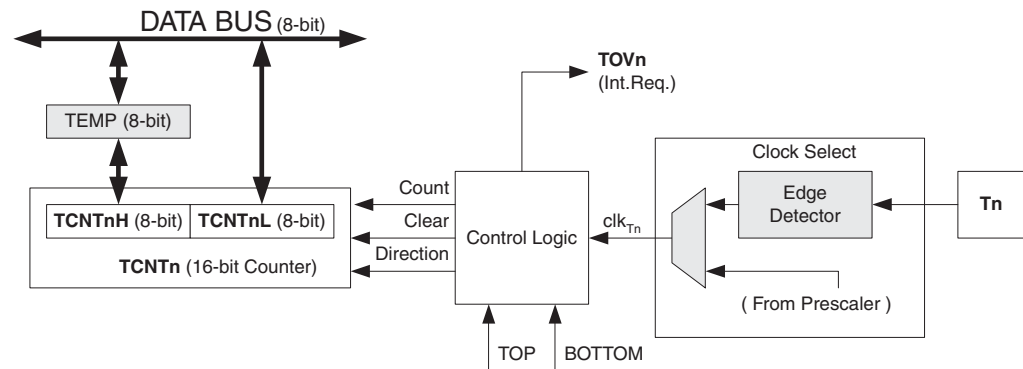 DATA BUS (8-bit)
TOVn
(Int.Req.)
TEMP (8-bit)
Clock Select
Count
Edge
Detector
Tn
TCNTnH (8-bit) TCNTnL (8-bit)
Clear
Control Logic
clkTn
TCNTn (16-bit Counter)
Direction
( From Prescaler )
TOP
BOTTOM